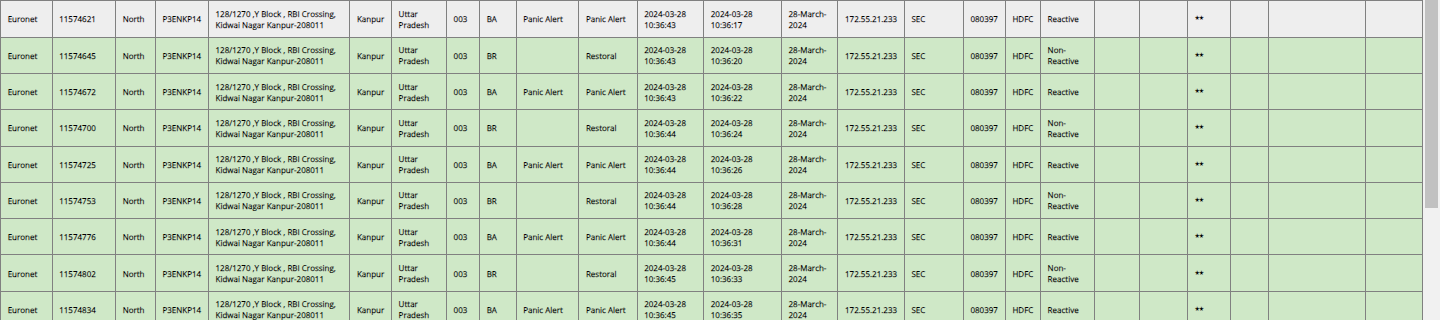 Euronet 11574621 North P3ENKP14 128/1270 ,Y Block , RBI Crossing, Kidwai Nagar Kanpur-208011 Kanpur Uttar Pradesh 003 BA Panic Alert Panic Alert 2024-03-28 10:36:43 2024-03-28 10:36:17 28-March-2024 172.55.21.233 SEC 080397 HDFC Reactive **
Euronet 11574645 North P3ENKP14 128/1270 ,Y Block , RBI Crossing, Kidwai Nagar Kanpur-208011 Kanpur Uttar Pradesh 003 BR Restoral 2024-03-28 10:36:43 2024-03-28 10:36:20 28-March-2024 172.55.21.233 SEC 080397 HDFC Non-Reactive **
Euronet 11574672 North P3ENKP14 128/1270 ,Y Block , RBI Crossing, Kidwai Nagar Kanpur-208011 Kanpur Uttar Pradesh 003 BA Panic Alert Panic Alert 2024-03-28 10:36:43 2024-03-28 10:36:22 28-March-2024 172.55.21.233 SEC 080397 HDFC Reactive **
Euronet 11574700 North P3ENKP14 128/1270 ,Y Block , RBI Crossing, Kidwai Nagar Kanpur-208011 Kanpur Uttar Pradesh 003 BR Restoral 2024-03-28 10:36:44 2024-03-28 10:36:24 28-March-2024 172.55.21.233 SEC 080397 HDFC Non-Reactive **
Euronet 11574725 North P3ENKP14 128/1270 ,Y Block , RBI Crossing, Kidwai Nagar Kanpur-208011 Kanpur Uttar Pradesh 003 BA Panic Alert Panic Alert 2024-03-28 10:36:44 2024-03-28 10:36:26 28-March-2024 172.55.21.233 SEC 080397 HDFC Reactive **
Euronet 11574753 North P3ENKP14 128/1270 ,Y Block , RBI Crossing, Kidwai Nagar Kanpur-208011 Kanpur Uttar Pradesh 003 BR Restoral 2024-03-28 10:36:44 2024-03-28 10:36:28 28-March-2024 172.55.21.233 SEC 080397 HDFC Non-Reactive **
Euronet 11574776 North P3ENKP14 128/1270 ,Y Block , RBI Crossing, Kidwai Nagar Kanpur-208011 Kanpur Uttar Pradesh 003 BA Panic Alert Panic Alert 2024-03-28 10:36:44 2024-03-28 10:36:31 28-March-2024 172.55.21.233 SEC 080397 HDFC Reactive **
Euronet 11574802 North P3ENKP14 128/1270 ,Y Block , RBI Crossing, Kidwai Nagar Kanpur-208011 Kanpur Uttar Pradesh 003 BR Restoral 2024-03-28 10:36:45 2024-03-28 10:36:33 28-March-2024 172.55.21.233 SEC 080397 HDFC Non-Reactive **
Euronet 11574834 North P3ENKP14 128/1270 ,Y Block , RBI Crossing, Kidwai Nagar Kanpur-208011 Kanpur Uttar Pradesh 003 BA Panic Alert Panic Alert 2024-03-28 10:36:45 2024-03-28 10:36:35 28-March-2024 172.55.21.233 SEC 080397 HDFC Reactive **